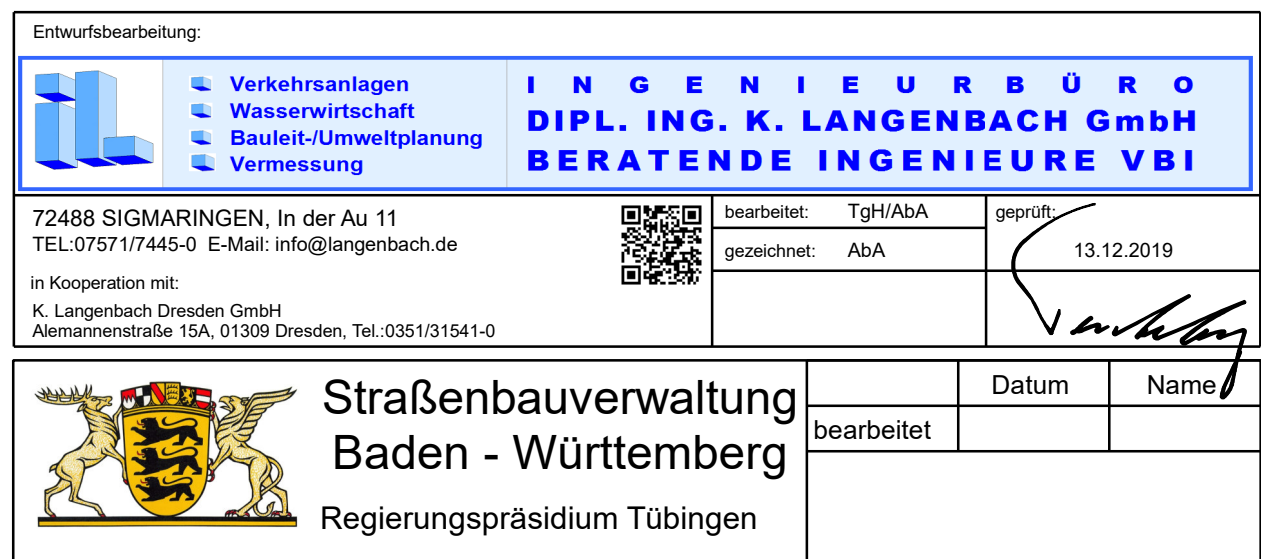 Entwurfsbearbeitung:
Verkehrsanlagen
Wasserwirtschaft
Bauleit-/Umweltplanung
Vermessung
INGENIEURBÜRO
DIPL. ING. K. LANGENBACH GmbH
BERATENDE INGENIEURE VBI
72488 SIGMARINGEN, In der Au 11
TEL:07571/7445-0 E-Mail: info@langenbach.de
in Kooperation mit:
K. Langenbach Dresden GmbH
Alemannenstraße 15A, 01309 Dresden, Tel.:0351/31541-0
bearbeitet: TgH/AbA
geprüft:
gezeichnet: AbA
13.12.2019
Straßenbauverwaltung
Baden - Württemberg
Regierungspräsidium Tübingen
Datum Name
bearbeitet